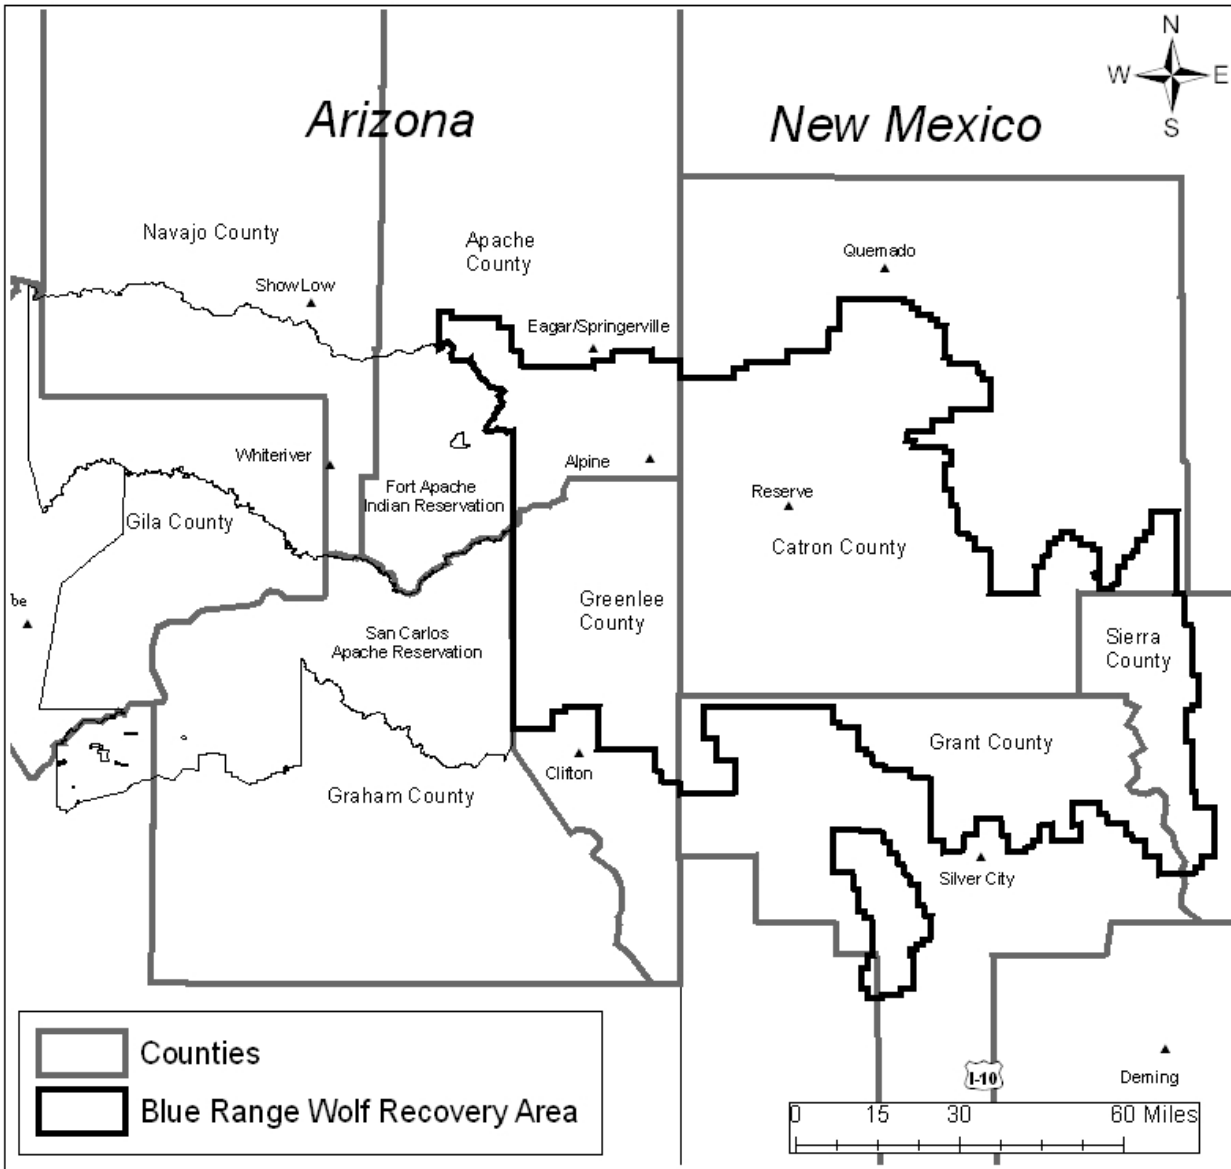 N
W E
S
Arizona
New Mexico
Navajo County
Apache
County
Quemado
ShowLow
Eagar/Springerville
Whiteriver
Alpine
Fort Apache
Indian Reservation
Reserve
Gila County
Catron County
be
Greenlee
County
San Carlos
Apache Reservation
Sierra
County
Grant County
Clifton
Graham County
Silver City
Counties
Blue Range Wolf Recovery Area
I-10
Deming
0 15 30 60 Miles